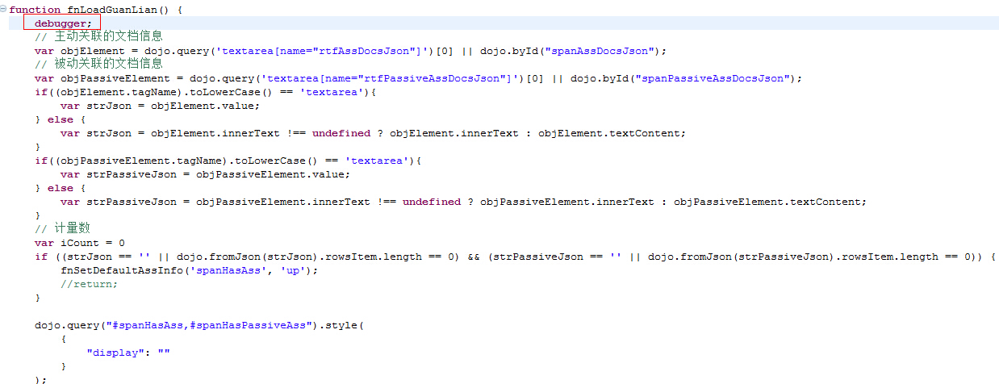 function fnLoadGuanLian() {
debugger;
// 主动关联的文档信息
var objElement = dojo.query('textarea[name="rtfAssDocsJson"]')[0] || dojo.byId("spanAssDocsJson");
// 被动关联的文档信息
var objPassiveElement = dojo.query('textarea[name="rtfPassiveAssDocsJson"]')[0] || dojo.byId("spanPassiveAssDocsJson");
if((objElement.tagName).toLowerCase() == 'textarea'){
var strJson = objElement.value;
} else {
var strJson = objElement.innerText !== undefined ? objElement.innerText : objElement.textContent;
}
if((objPassiveElement.tagName).toLowerCase() == 'textarea'){
var strPassiveJson = objPassiveElement.value;
} else {
var strPassiveJson = objPassiveElement.innerText !== undefined ? objPassiveElement.innerText : objPassiveElement.textContent;
}
// 计量数
var iCount = 0
if ((strJson == '' || dojo.fromJson(strJson).rowsItem.length == 0) && (strPassiveJson == '' || dojo.fromJson(strPassiveJson).rowsItem.length == 0)) {
fnSetDefaultAssInfo('spanHasAss', 'up');
//return;
}
dojo.query("#spanHasAss,#spanHasPassiveAss").style(
{
"display": ""
}
);